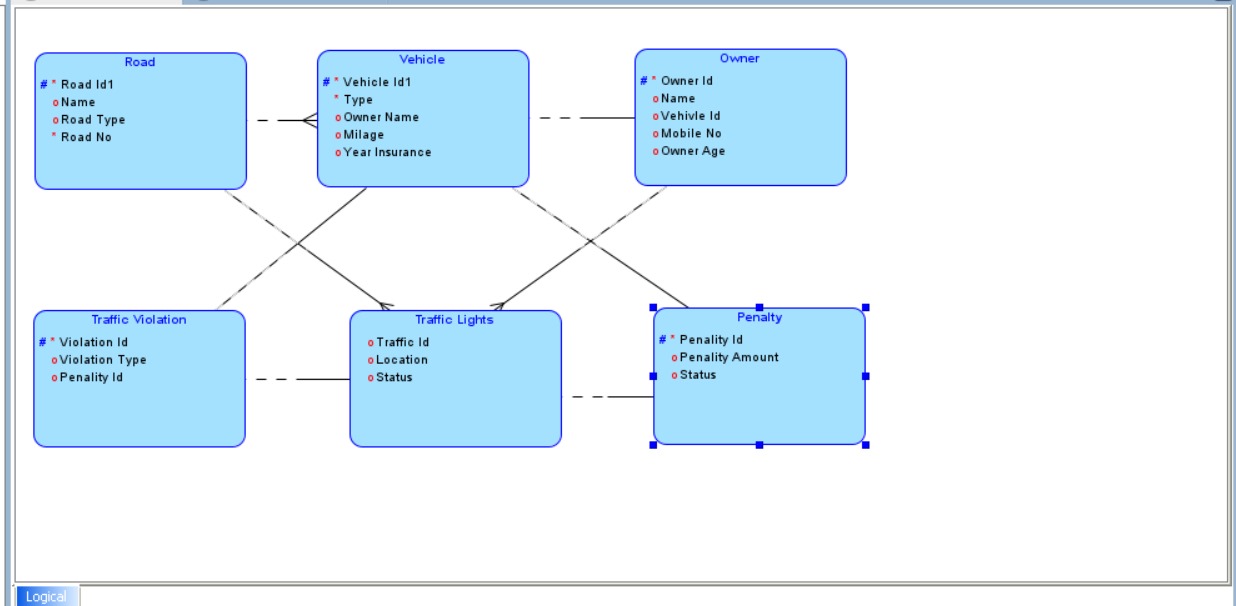 Road
# * Road Id1
o Name
o Road Type
* Road No
Vehicle
# * Vehicle Id1
* Type
o Owner Name
o Milage
o Year Insurance
Owner
# * Owner Id
o Name
o Vehivle Id
o Mobile No
o Owner Age
Traffic Violation
# * Violation Id
o Violation Type
o Penality Id
Traffic Lights
o Traffic Id
o Location
o Status
Penalty
# * Penality Id
o Penality Amount
o Status
Logical